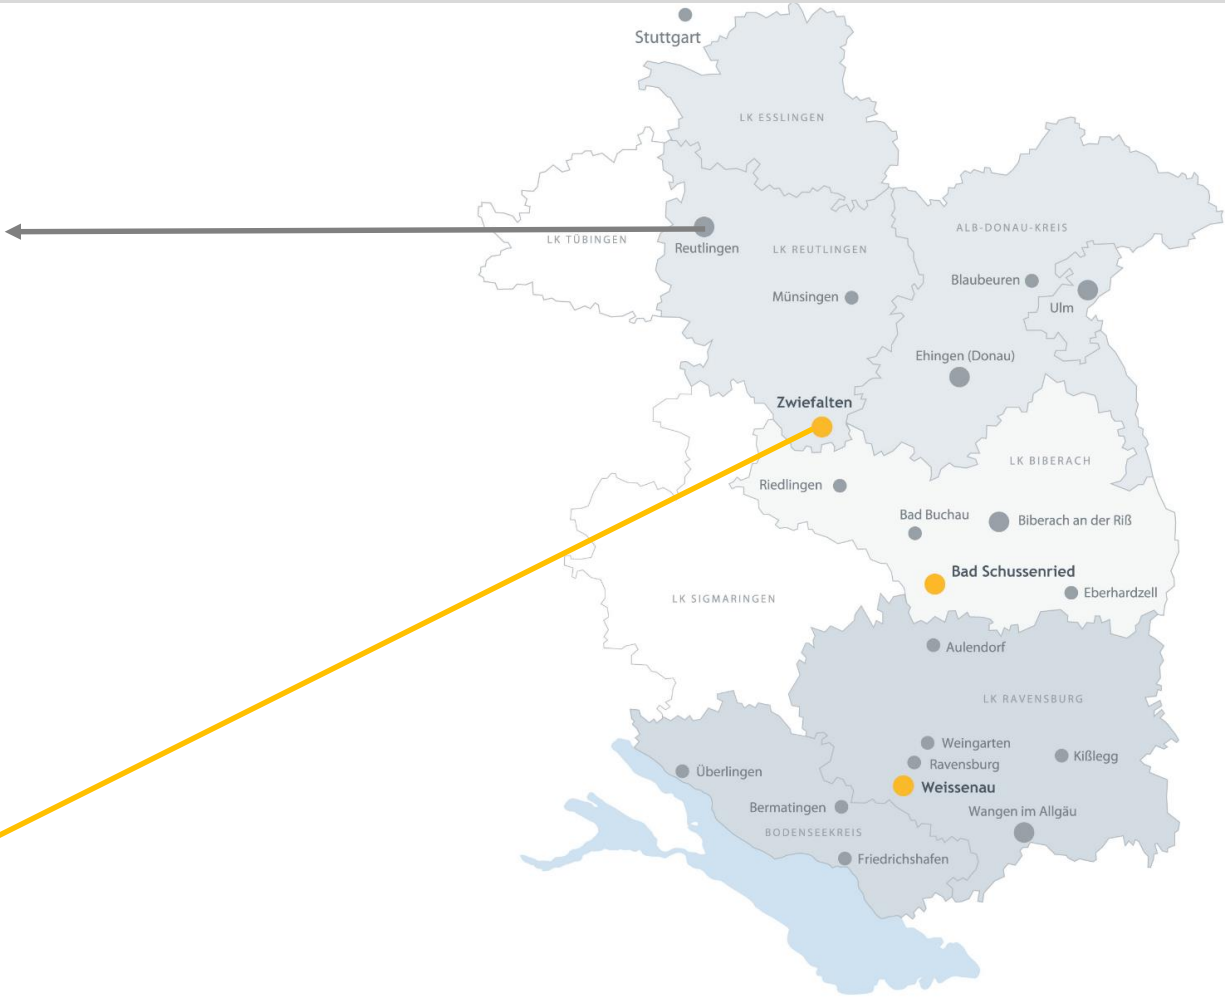 Stuttgart
LK ESSLINGEN
LK TÜBINGEN
Reutlingen
LK REUTLINGEN
ALB-DONAU-KREIS
Münsingen
Blaubeuren
Ulm
Ehingen (Donau)
Zwiefalten
LK BIBERACH
Riedlingen
Bad Buchau
Biberach an der Riß
Bad Schussenried
Eberhardzell
LK SIGMARINGEN
Aulendorf
LK RAVENSBURG
Weingarten
Kißlegg
Ravensburg
Überlingen
Weissenau
Bermatingen
Wangen im Allgäu
BODENSEEKREIS
Friedrichshafen